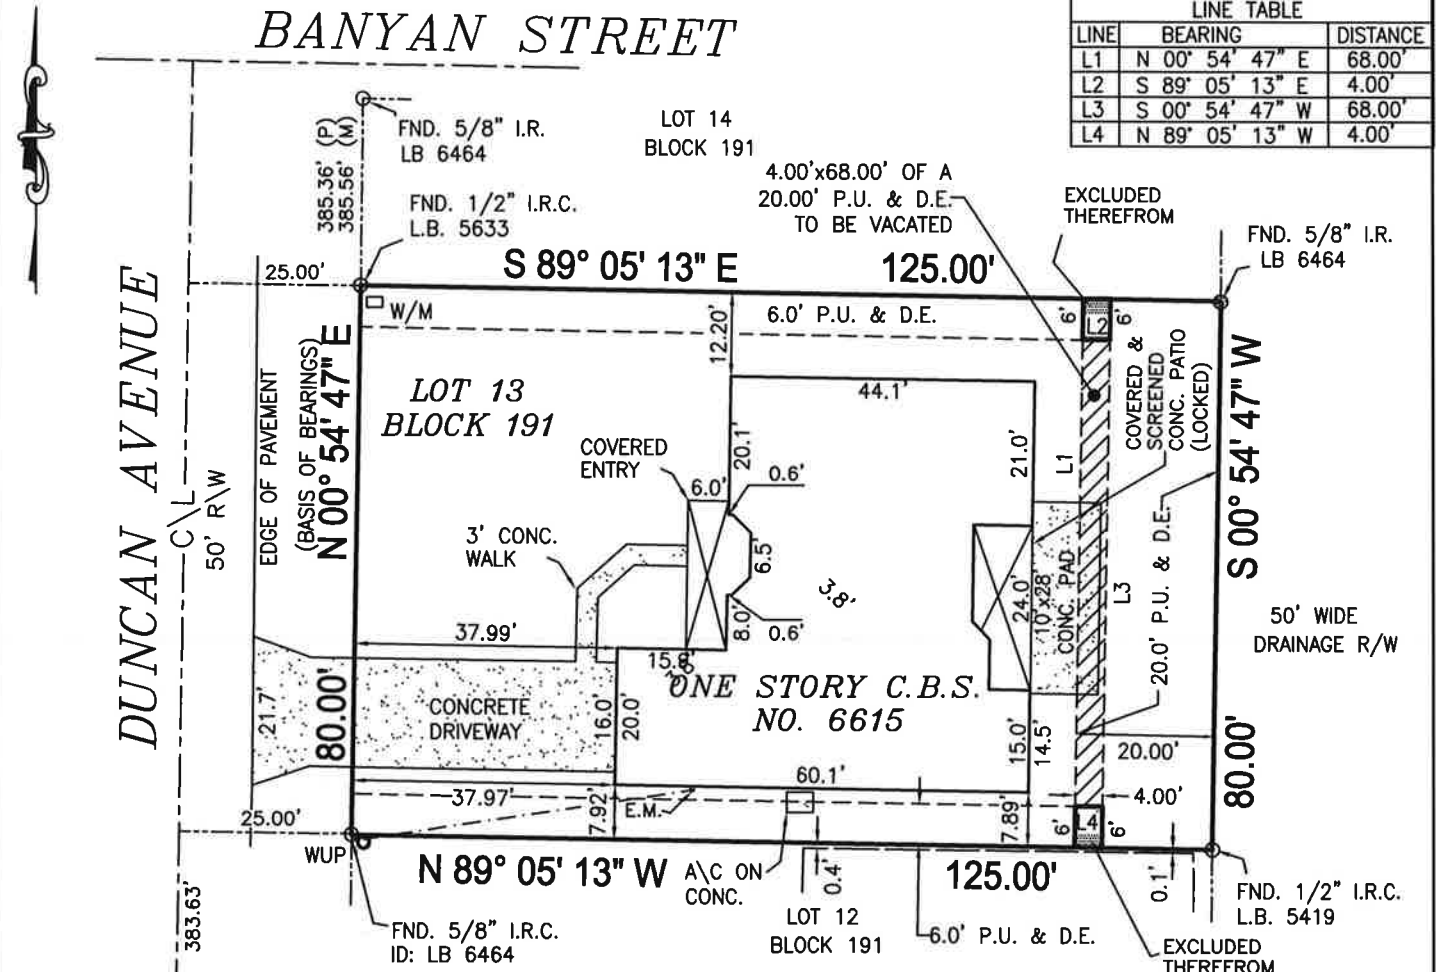 BANYAN STREET
LINE TABLE
LINE BEARING DISTANCE
L1 N 00° 54' 47" E 68.00'
L2 S 89° 05' 13" E 4.00'
L3 S 00° 54' 47" W 68.00'
L4 N 89° 05' 13" W 4.00'
385.36' (P)
385.56' (M)
FND. 5/8" I.R.
LB 6464
LOT 14
BLOCK 191
4.00'x68.00' OF A
20.00' P.U. & D.E.
TO BE VACATED
EXCLUDED
THEREFROM
FND. 1/2" I.R.C.
L.B. 5633
FND. 5/8" I.R.
LB 6464
25.00'
S 89° 05' 13" E
125.00'
W/M
6.0' P.U. & D.E.
12.20'
6'
L2
6'
DUNCAN AVENUE
C\L
50' R\W
EDGE OF PAVEMENT
(BASIS OF BEARINGS)
N 00° 54' 47" E
80.00'
LOT 13
BLOCK 191
44.1'
COVERED &
SCREENED
CONC. PATIO
(LOCKED)
S 00° 54' 47" W
80.00'
COVERED
ENTRY
20.1'
6.0'
0.6'
21.0'
L1
3' CONC.
WALK
6.5'
3.8'
8.0'
0.6'
24.0'
10'x28'
CONC. PAD
L3
20.0' P.U. & D.E.
50' WIDE
DRAINAGE R/W
37.99'
15.8'
ONE STORY C.B.S.
NO. 6615
21.7'
CONCRETE
DRIVEWAY
16.0'
20.0'
15.0'
14.5'
20.00'
60.1'
37.97'
E.M.
7.92'
7.89'
4.00'
6'
L4
6'
25.00'
WUP
N 89° 05' 13" W
A\C ON
CONC.
0.4'
125.00'
0.1'
FND. 1/2" I.R.C.
L.B. 5419
383.63'
FND. 5/8" I.R.C.
ID: LB 6464
LOT 12
BLOCK 191
6.0' P.U. & D.E.
EXCLUDED
THEREFROM